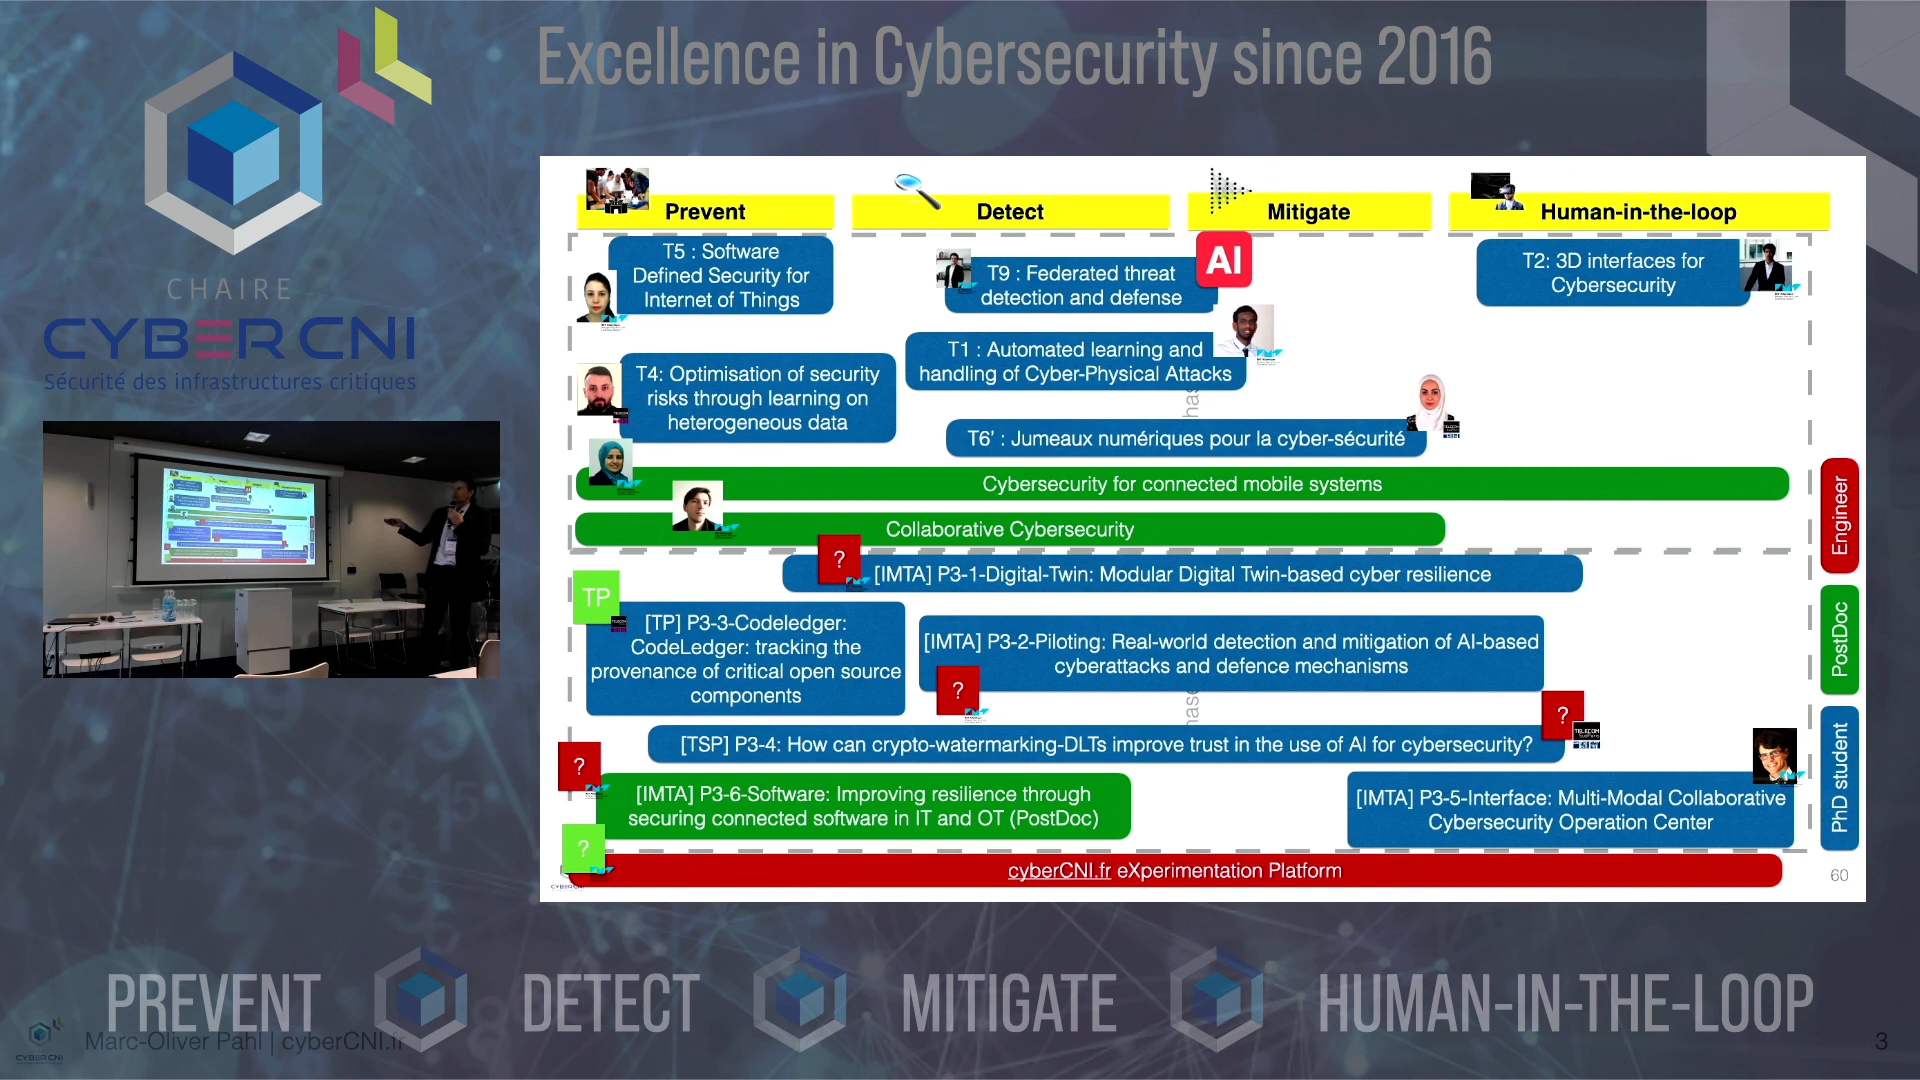 Excellence in Cybersecurity since 2016
CHAIRE
CYBERCNI
Sécurité des infrastructures critiques
Prevent
Detect
Mitigate
Human-in-the-loop
T5 : Software
Defined Security for
Internet of Things
T9 : Federated threat
detection and defense
AI
T2: 3D interfaces for
Cybersecurity
T1 : Automated learning and
handling of Cyber-Physical Attacks
T4: Optimisation of security
risks through learning on
heterogeneous data
T6' : Jumeaux numériques pour la cyber-sécurité
Cybersecurity for connected mobile systems
Collaborative Cybersecurity
Engineer
PostDoc
PhD student
?
[IMTA] P3-1-Digital-Twin: Modular Digital Twin-based cyber resilience
TP
[TP] P3-3-Codeledger:
CodeLedger: tracking the
provenance of critical open source
components
[IMTA] P3-2-Piloting: Real-world detection and mitigation of AI-based
cyberattacks and defence mechanisms
?
?
[TSP] P3-4: How can crypto-watermarking-DLTs improve trust in the use of AI for cybersecurity?
TELECOM
?
[IMTA] P3-6-Software: Improving resilience through
securing connected software in IT and OT (PostDoc)
[IMTA] P3-5-Interface: Multi-Modal Collaborative
Cybersecurity Operation Center
?
cyberCNI.fr eXperimentation Platform
CYBERCNI
60
PREVENT
DETECT
MITIGATE
HUMAN-IN-THE-LOOP
Marc-Oliver Pahl | cyberCNI.fr
CYBERCNI
3